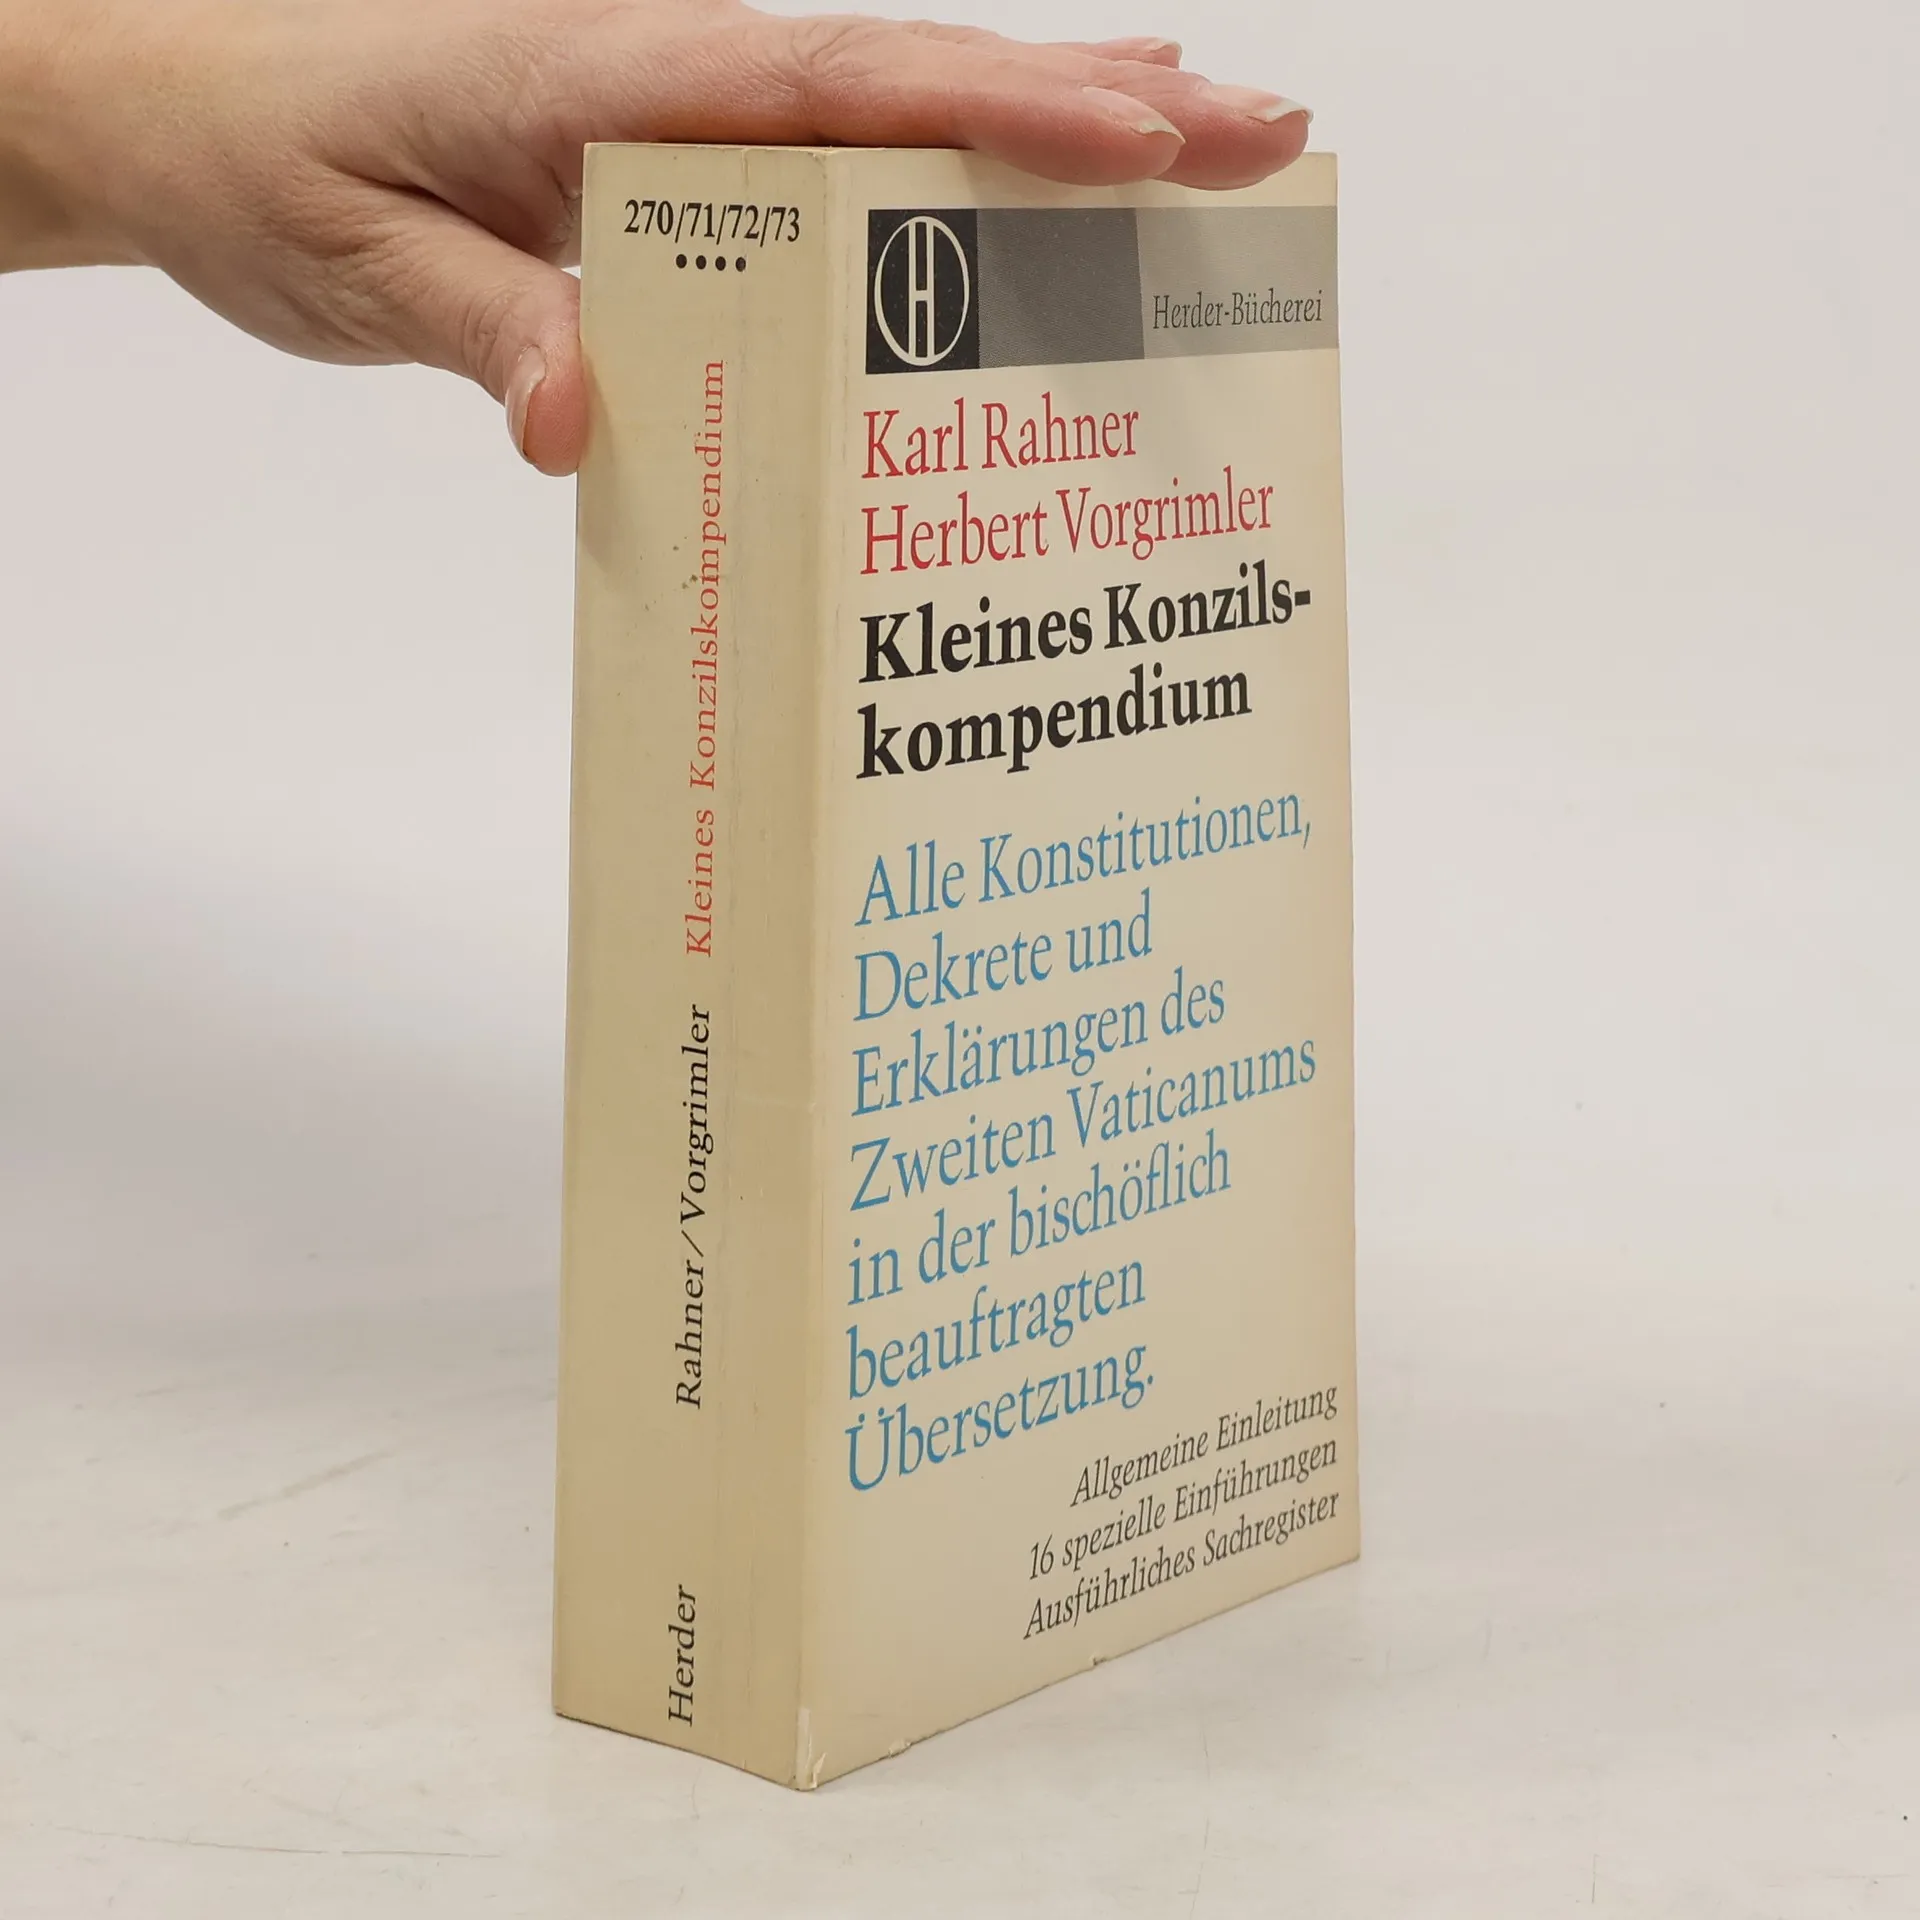 270/71/72/73
Kleines Konzilskompendium
Rahner/Vorgrimler
Herder
H
Herder-Bücherei
Karl Rahner
Herbert Vorgrimler
Kleines Konzils-
kompendium
Alle Konstitutionen,
Dekrete und
Erklärungen des
Zweiten Vaticanums
in der bischöflich
beauftragten
Übersetzung.
Allgemeine Einleitung
16 spezielle Einführungen
Ausführliches Sachregister